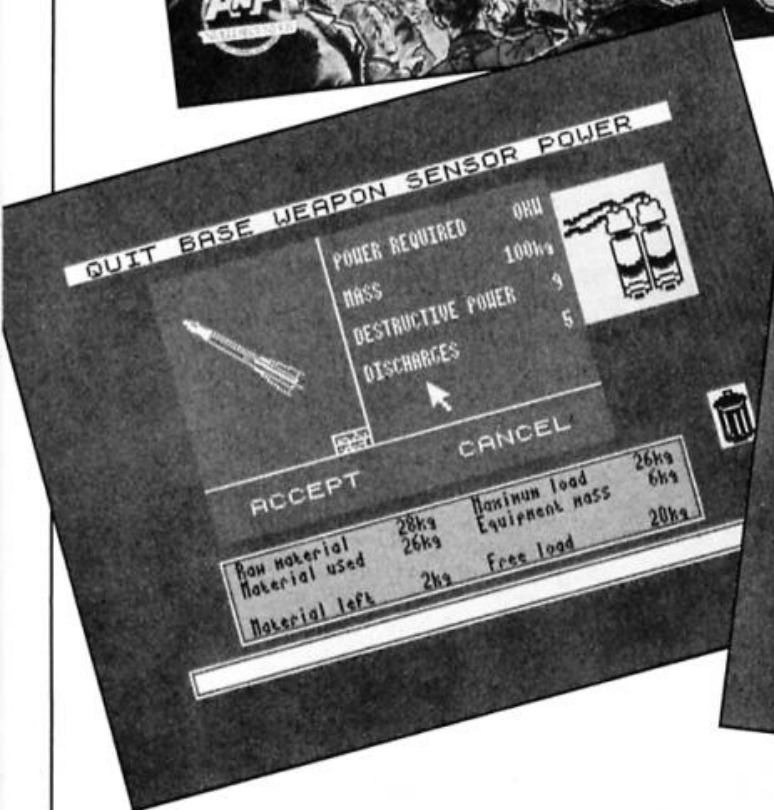 QUIT BASE WEAPON SENSOR POWER
POWER REQUIRED 0KW
MASS 100kg
DESTRUCTIVE POWER 9
DISCHARGES 5
ACCEPT CANCEL
Raw material 28kg Maximum load 26kg
Material used 26kg Equipment mass 6kg
Material left 2kg Free load 20kg